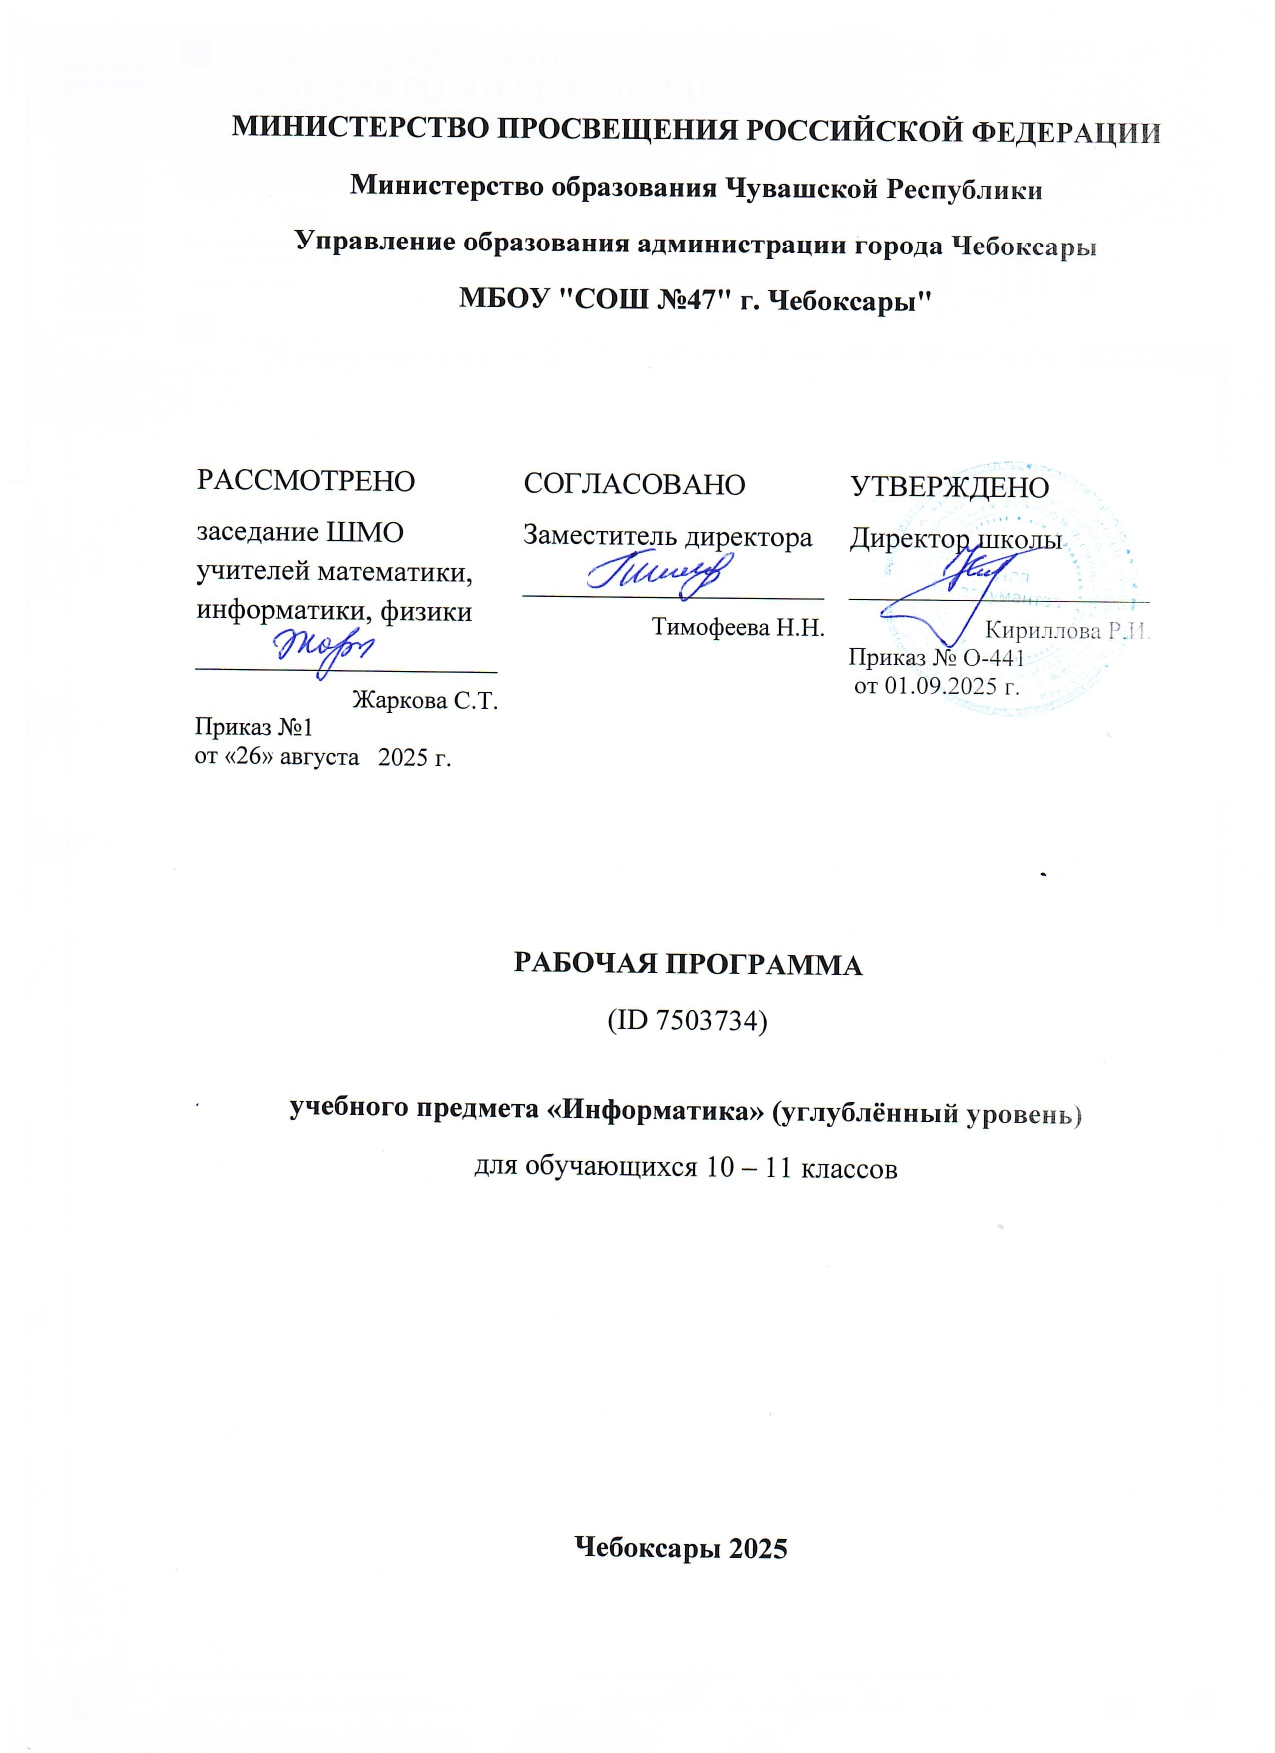 МИНИСТЕРСТВО ПРОСВЕЩЕНИЯ РОССИЙСКОЙ ФЕДЕРАЦИИ
Министерство образования Чувашской Республики
Управление образования администрации города Чебоксары
МБОУ "СОШ №47" г. Чебоксары"
РАССМОТРЕНО
заседание ШМО
учителей математики,
информатики, физики
Жаркова С.Т.
Приказ №1
от «26» августа 2025 г.
СОГЛАСОВАНО
Заместитель директора
Тимофеева Н.Н.
УТВЕРЖДЕНО
Директор школы
Кириллова Р.И.
Приказ № О-441
от 01.09.2025 г.
РАБОЧАЯ ПРОГРАММА
(ID 7503734)
учебного предмета «Информатика» (углублённый уровень)
для обучающихся 10 – 11 классов
Чебоксары 2025